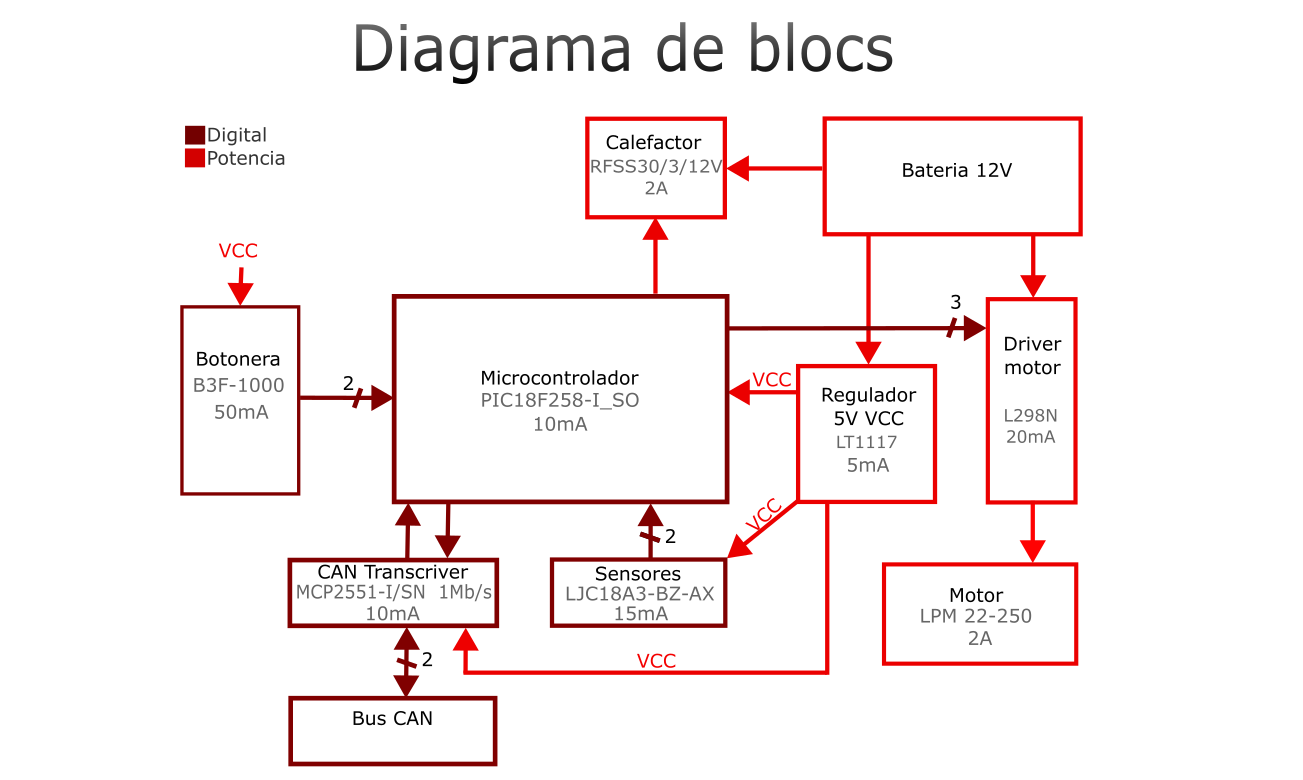 Diagrama de blocs
Digital
Potencia
Calefactor
RFSS30/3/12V
2A
Bateria 12V
VCC
Botonera
B3F-1000
50mA
2
Microcontrolador
PIC18F258-I_SO
10mA
3
VCC
Regulador
5V VCC
LT1117
5mA
Driver
motor
L298N
20mA
VCC
2
CAN Transcriver
MCP2551-I/SN 1Mb/s
10mA
Sensores
LJC18A3-BZ-AX
15mA
Motor
LPM 22-250
2A
2
VCC
Bus CAN